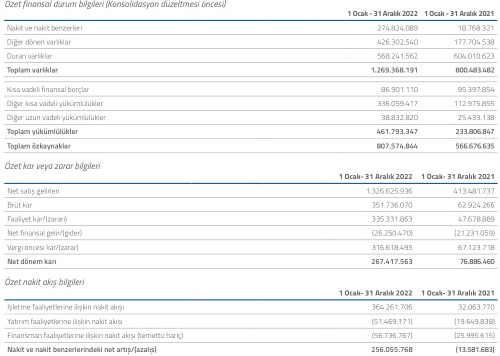 Özet finansal durum bilgileri (Konsolidasyon düzeltmesi öncesi)
1 Ocak - 31 Aralık 2022 1 Ocak - 31 Aralık 2021
Nakit ve nakit benzerleri 274.824.089 18.768.321
Diğer dönen varlıklar 426.302.540 177.704.538
Duran varlıklar 568.241.562 604.010.623
Toplam varlıklar 1.269.368.191 800.483.482
Kısa vadeli finansal borçlar 86.901.110 95.397.854
Diğer kısa vadeli yükümlülükler 336.059.417 112.975.855
Diğer uzun vadeli yükümlülükler 38.832.820 25.433.138
Toplam yükümlülükler 461.793.347 233.806.847
Toplam özkaynaklar 807.574.844 566.676.635
Özet kar veya zarar bilgileri
1 Ocak- 31 Aralık 2022 1 Ocak- 31 Aralık 2021
Net satış gelirleri 1.326.625.936 413.481.737
Brüt kar 351.736.070 62.924.266
Faaliyet karı/(zararı) 335.331.863 47.678.889
Net finansal gelir/(gider) (26.250.470) (21.231.059)
Vergi öncesi kar/(zarar) 316.618.495 67.123.718
Net dönem karı 267.417.563 76.886.460
Özet nakit akış bilgileri
1 Ocak- 31 Aralık 2022 1 Ocak- 31 Aralık 2021
İşletme faaliyetlerine ilişkin nakit akışı 364.261.706 32.063.770
Yatırım faaliyetlerine ilişkin nakit akışı (51.469.171) (19.649.838)
Finansman faaliyetlerine ilişkin nakit akışı (temettü hariç) (56.736.767) (25.995.615)
Nakit ve nakit benzerlerindeki net artış/(azalış) 256.055.768 (13.581.683)